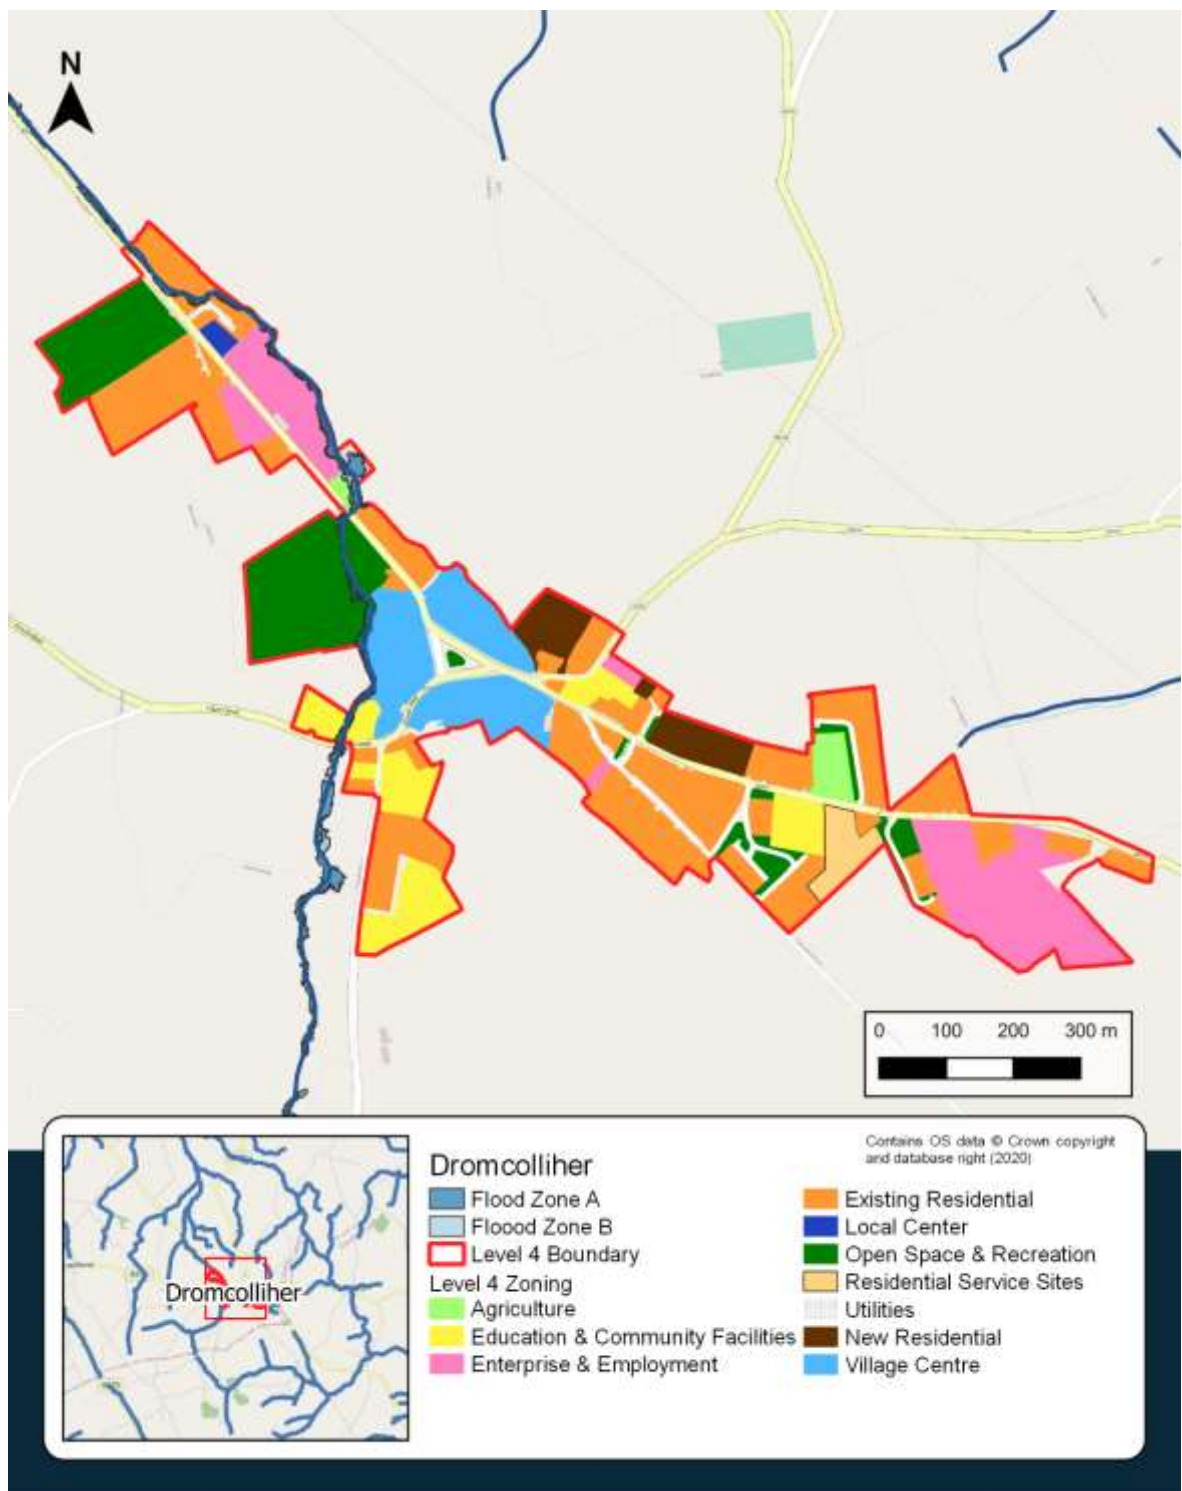 N
0 100 200 300 m
Contains OS data © Crown copyright
and database right (2020)
Dromcolliher
Flood Zone A
Floood Zone B
Level 4 Boundary
Level 4 Zoning
Agriculture
Education & Community Facilities
Enterprise & Employment
Existing Residential
Local Center
Open Space & Recreation
Residential Service Sites
Utilities
New Residential
Village Centre
Dromcolliher